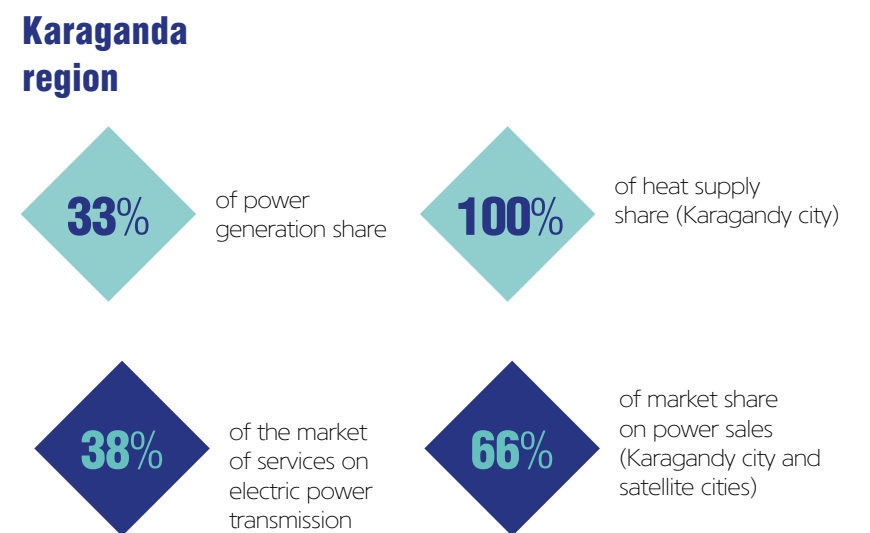 Karaganda
region
33%
of power
generation share
100%
of heat supply
share (Karagandy city)
38%
of the market
of services on
electric power
transmission
66%
of market share
on power sales
(Karagandy city and
satellite cities)